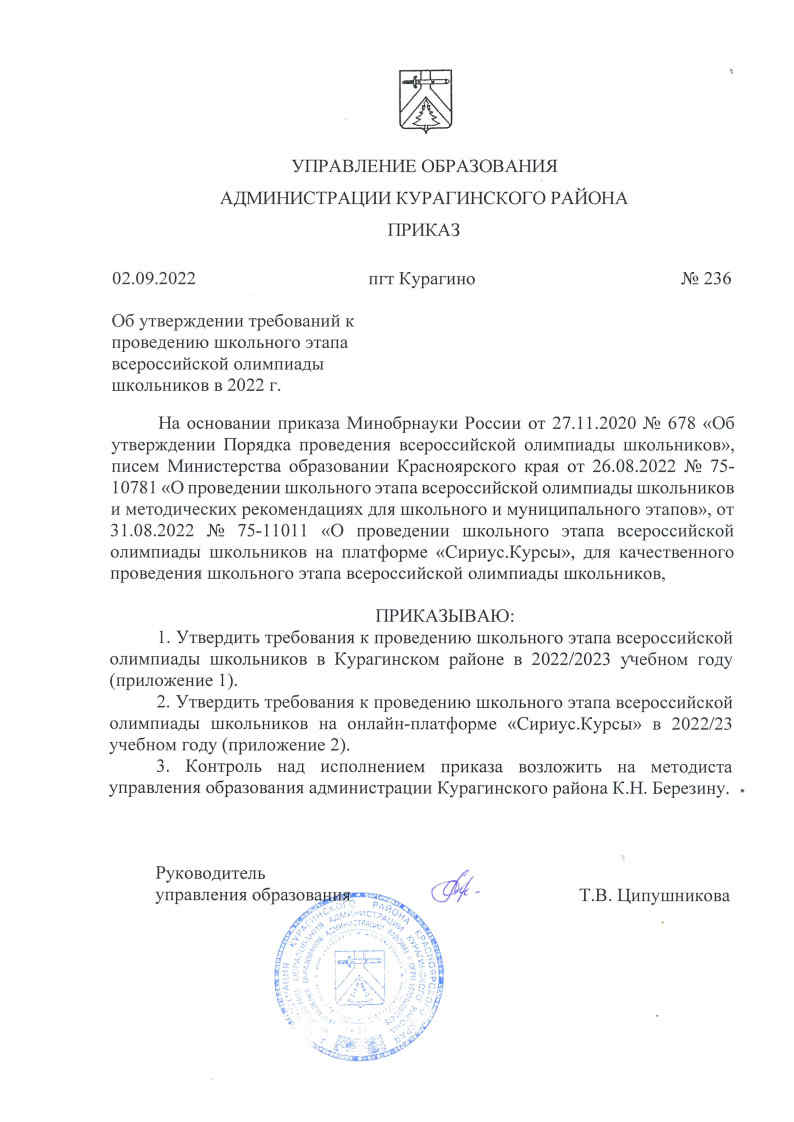 УПРАВЛЕНИЕ ОБРАЗОВАНИЯ
АДМИНИСТРАЦИИ КУРАГИНСКОГО РАЙОНА
ПРИКАЗ
02.09.2022 пгт Курагино № 236
Об утверждении требований к
проведению школьного этапа
всероссийской олимпиады
школьников в 2022 г.
На основании приказа Минобрнауки России от 27.11.2020 № 678 «Об
утверждении Порядка проведения всероссийской олимпиады школьников»,
писем Министерства образовании Красноярского края от 26.08.2022 № 75-
10781 «О проведении школьного этапа всероссийской олимпиады школьников
и методических рекомендациях для школьного и муниципального этапов», от
31.08.2022 № 75-11011 «О проведении школьного этапа всероссийской
олимпиады школьников на платформе «Сириус.Курсы», для качественного
проведения школьного этапа всероссийской олимпиады школьников,
ПРИКАЗЫВАЮ:
1. Утвердить требования к проведению школьного этапа всероссийской
олимпиады школьников в Курагинском районе в 2022/2023 учебном году
(приложение 1).
2. Утвердить требования к проведению школьного этапа всероссийской
олимпиады школьников на онлайн-платформе «Сириус.Курсы» в 2022/23
учебном году (приложение 2).
3. Контроль над исполнением приказа возложить на методиста
управления образования администрации Курагинского района К.Н. Березину.
Руководитель
управления образования Т.В. Ципушникова
КУРАГИНСКОГО РАЙОНА КРАСНОЯРСКОГО